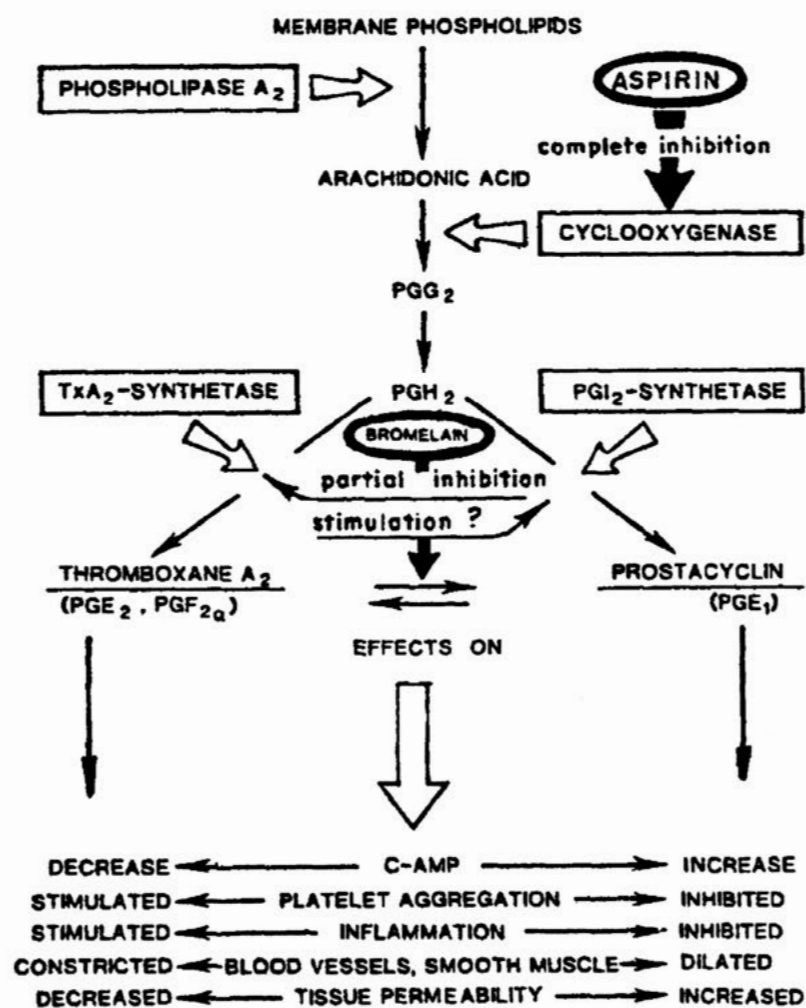 MEMBRANE PHOSPHOLIPIDS
PHOSPHOLIPASE A₂
ASPIRIN
complete inhibition
ARACHIDONIC ACID
CYCLOOXYGENASE
PGG₂
TxA₂-SYNTHETASE
PGH₂
PGI₂-SYNTHETASE
BROMELAIN
partial inhibition
stimulation ?
THROMBOXANE A₂
(PGE₂ , PGF₂α)
PROSTACYCLIN
(PGE₁)
EFFECTS ON
DECREASE C-AMP INCREASE
STIMULATED PLATELET AGGREGATION INHIBITED
STIMULATED INFLAMMATION INHIBITED
CONSTRICTED BLOOD VESSELS, SMOOTH MUSCLE DILATED
DECREASED TISSUE PERMEABILITY INCREASED